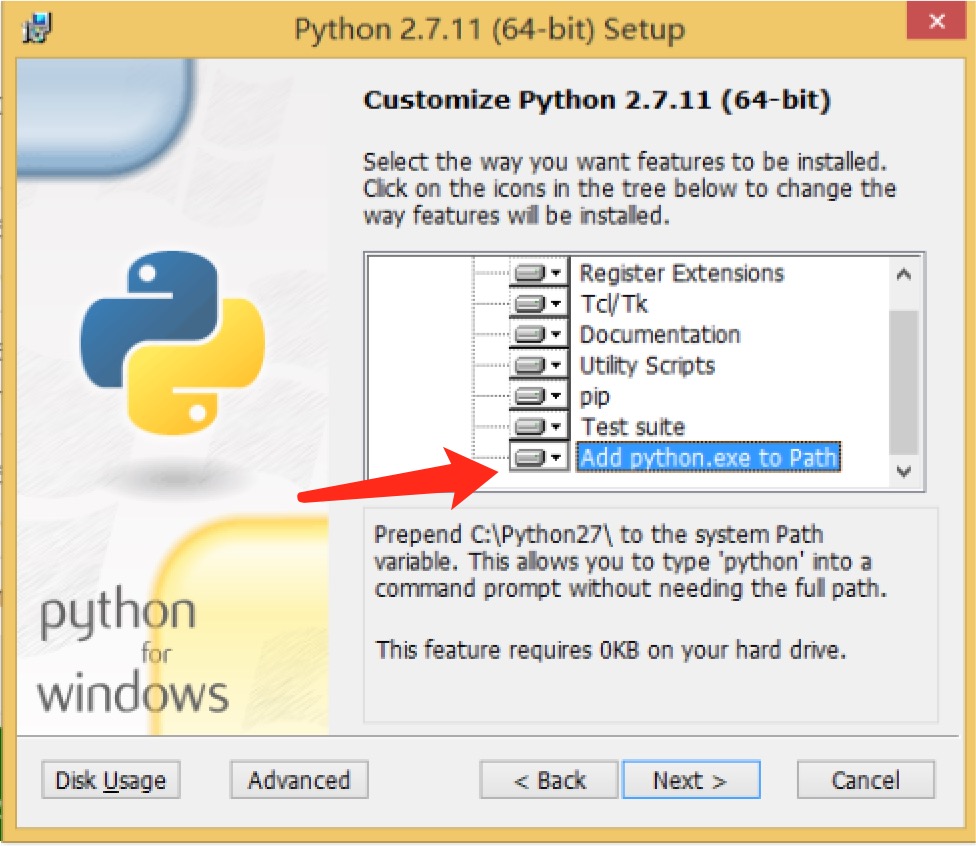 Python 2.7.11 (64-bit) Setup
Customize Python 2.7.11 (64-bit)
Select the way you want features to be installed.
Click on the icons in the tree below to change the
way features will be installed.
Register Extensions
Tcl/Tk
Documentation
Utility Scripts
pip
Test suite
Add python.exe to Path
Prepend C:\Python27\ to the system Path
variable. This allows you to type 'python' into a
command prompt without needing the full path.
This feature requires 0KB on your hard drive.
python
for
windows
Disk Usage
Advanced
< Back
Next >
Cancel